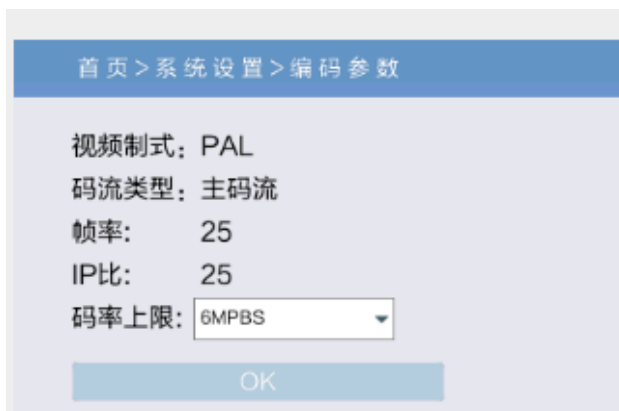 首页>系统设置>编码参数
视频制式：PAL
码流类型：主码流
帧率: 25
IP比: 25
码率上限: 6MPBS
OK